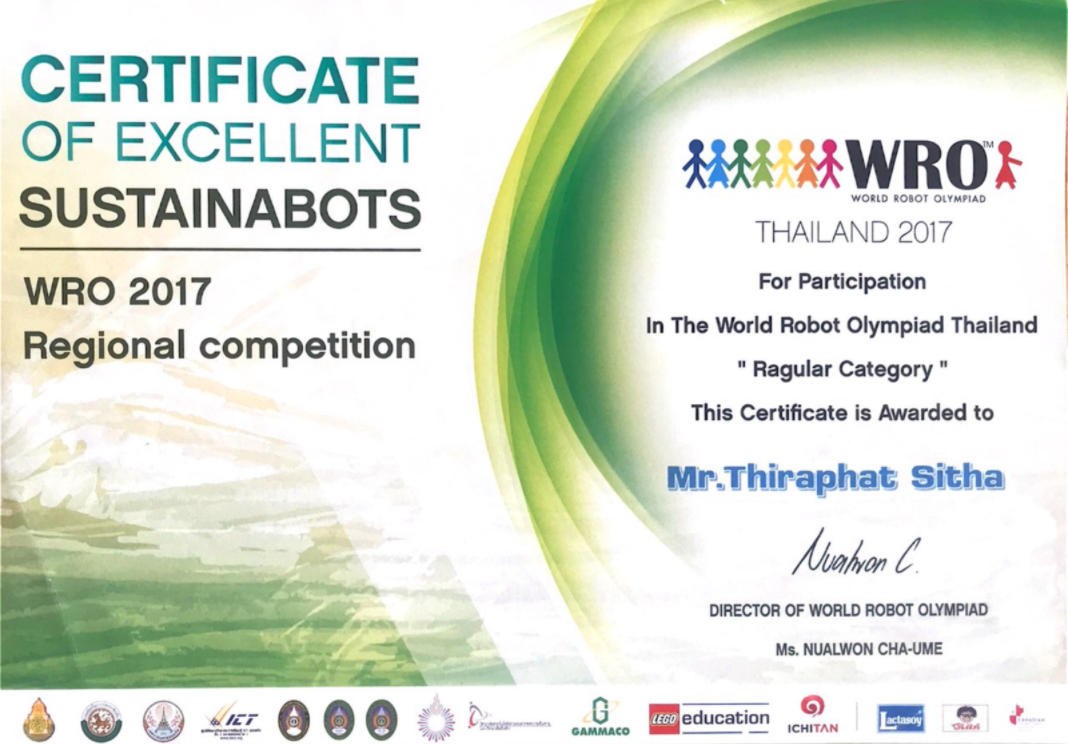 CERTIFICATE
OF EXCELLENT
SUSTAINABOTS
WRO 2017
Regional competition
WRO™
WORLD ROBOT OLYMPIAD
THAILAND 2017
For Participation
In The World Robot Olympiad Thailand
" Ragular Category "
This Certificate is Awarded to
Mr.Thiraphat Sitha
Nualwon C.
DIRECTOR OF WORLD ROBOT OLYMPIAD
Ms. NUALWON CHA-UME
ICT
G
GAMMACO
LEGO education
ICHITAN
Lactasoy